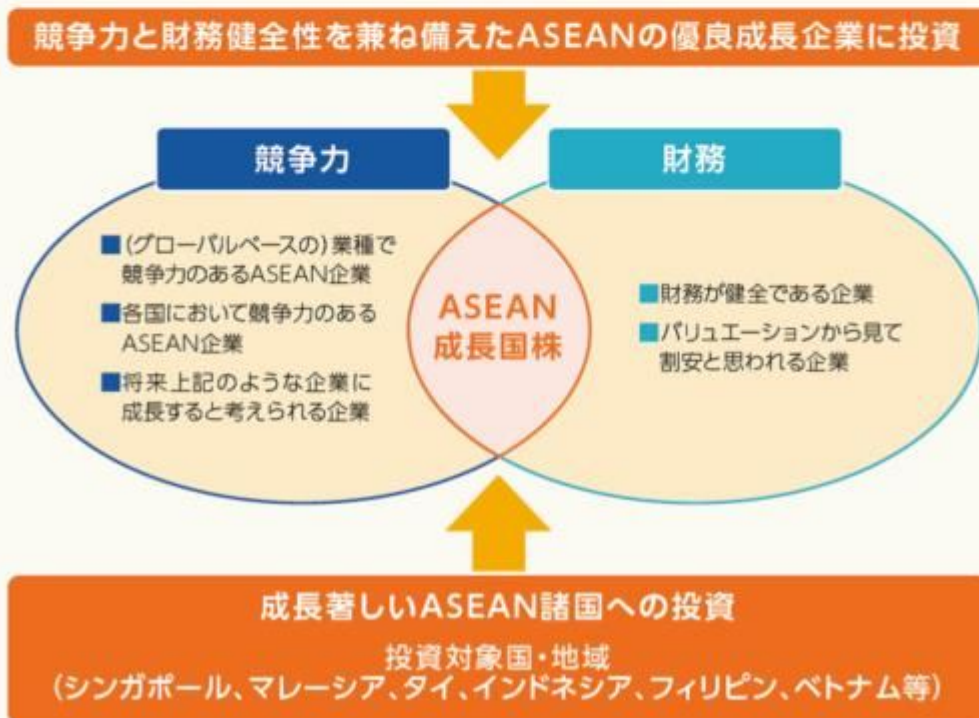 競争力と財務健全性を兼ね備えたASEANの優良成長企業に投資
競争力
■(グローバルベースの)業種で
競争力のあるASEAN企業
■各国において競争力のある
ASEAN企業
■将来上記のような企業に
成長すると考えられる企業
ASEAN
成長国株
財務
■財務が健全である企業
■バリュエーションから見て
割安と思われる企業
成長著しいASEAN諸国への投資
投資対象国・地域
(シンガポール、マレーシア、タイ、インドネシア、フィリピン、ベトナム等)